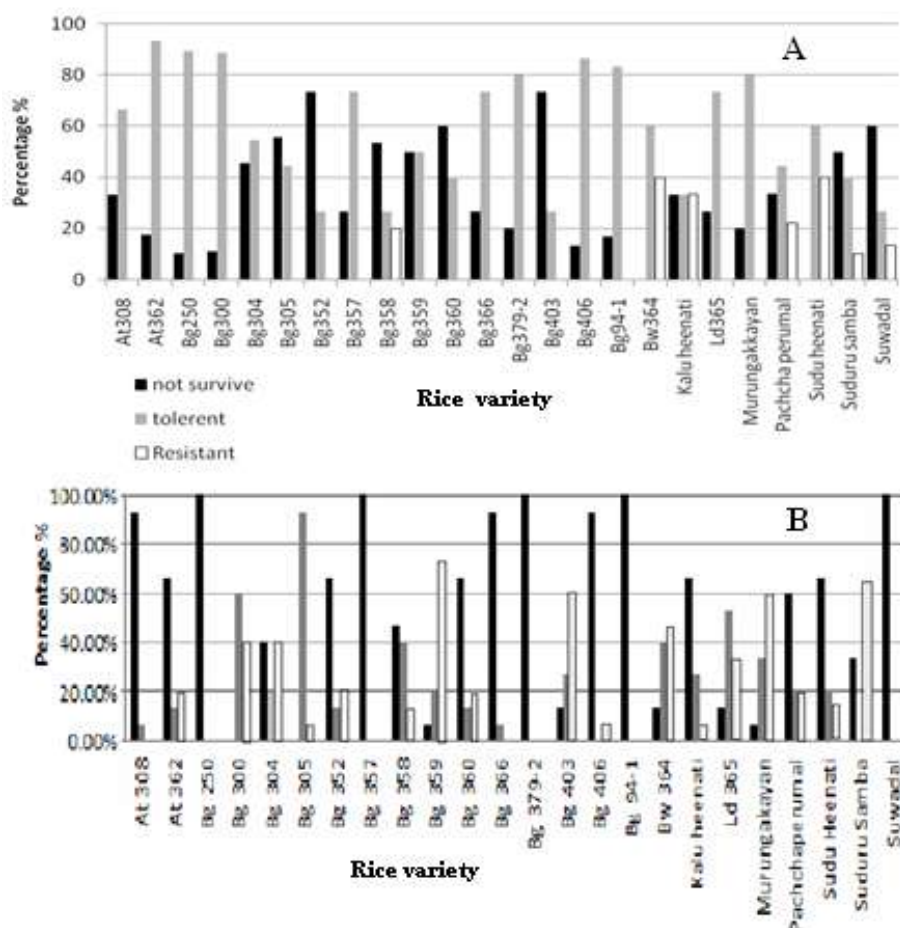 100
80
60
40
20
0
Percentage %
A
At308
At362
Bg250
Bg300
Bg304
Bg305
Bg352
Bg357
Bg358
Bg359
Bg360
Bg366
Bg379-2
Bg403
Bg406
Bg94-1
Bw364
Kalu heenati
Ld365
Murungakkayan
Pachcha perumal
Sudu heenati
Suduru samba
Suwadal
Rice variety
not survive
tolerent
Resistant
100.00%
80.00%
60.00%
40.00%
20.00%
0.00%
Percentage %
B
At 308
At 362
Bg 250
Bg 300
Bg 304
Bg 305
Bg 352
Bg 357
Bg 358
Bg 359
Bg 360
Bg 366
Bg 379-2
Bg 403
Bg 406
Bg 94-1
Bw 364
Kalu heenati
Ld 365
Murungakayan
Pachchaperumal
Sudu Heenati
Suduru Samba
Suwadal
Rice variety